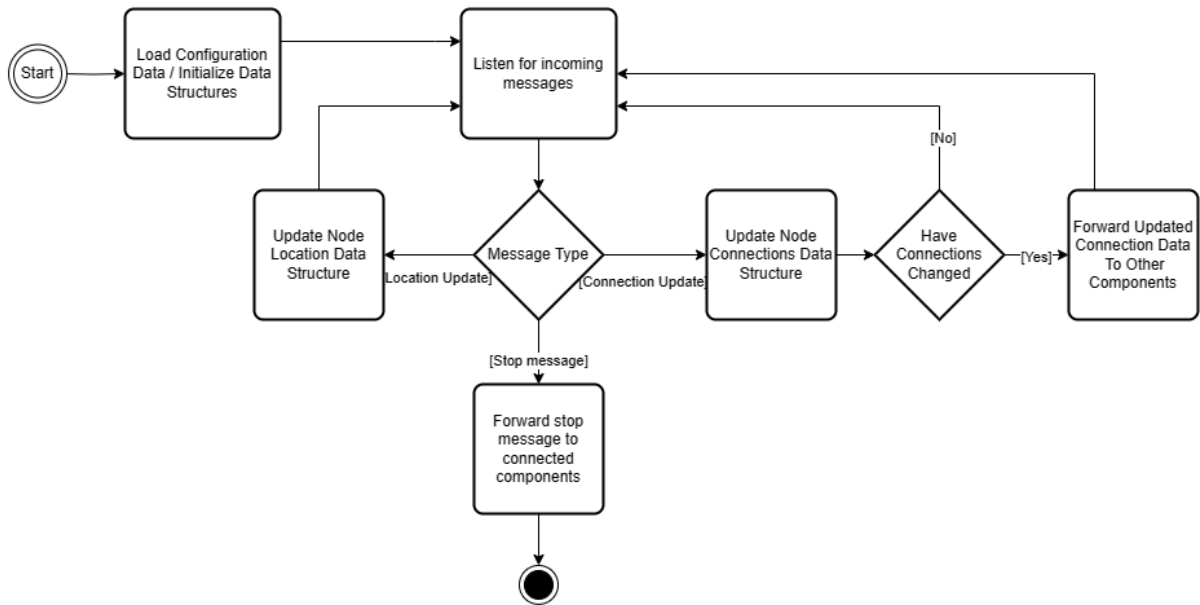 Start
Load Configuration
Data / Initialize Data
Structures
Listen for incoming
messages
[No]
Update Node
Location Data
Structure
Message Type
Update Node
Connections Data
Structure
Have
Connections
Changed
[Yes]
Forward Updated
Connection Data
To Other
Components
Location Update]
[Connection Update]
[Stop message]
Forward stop
message to
connected
components